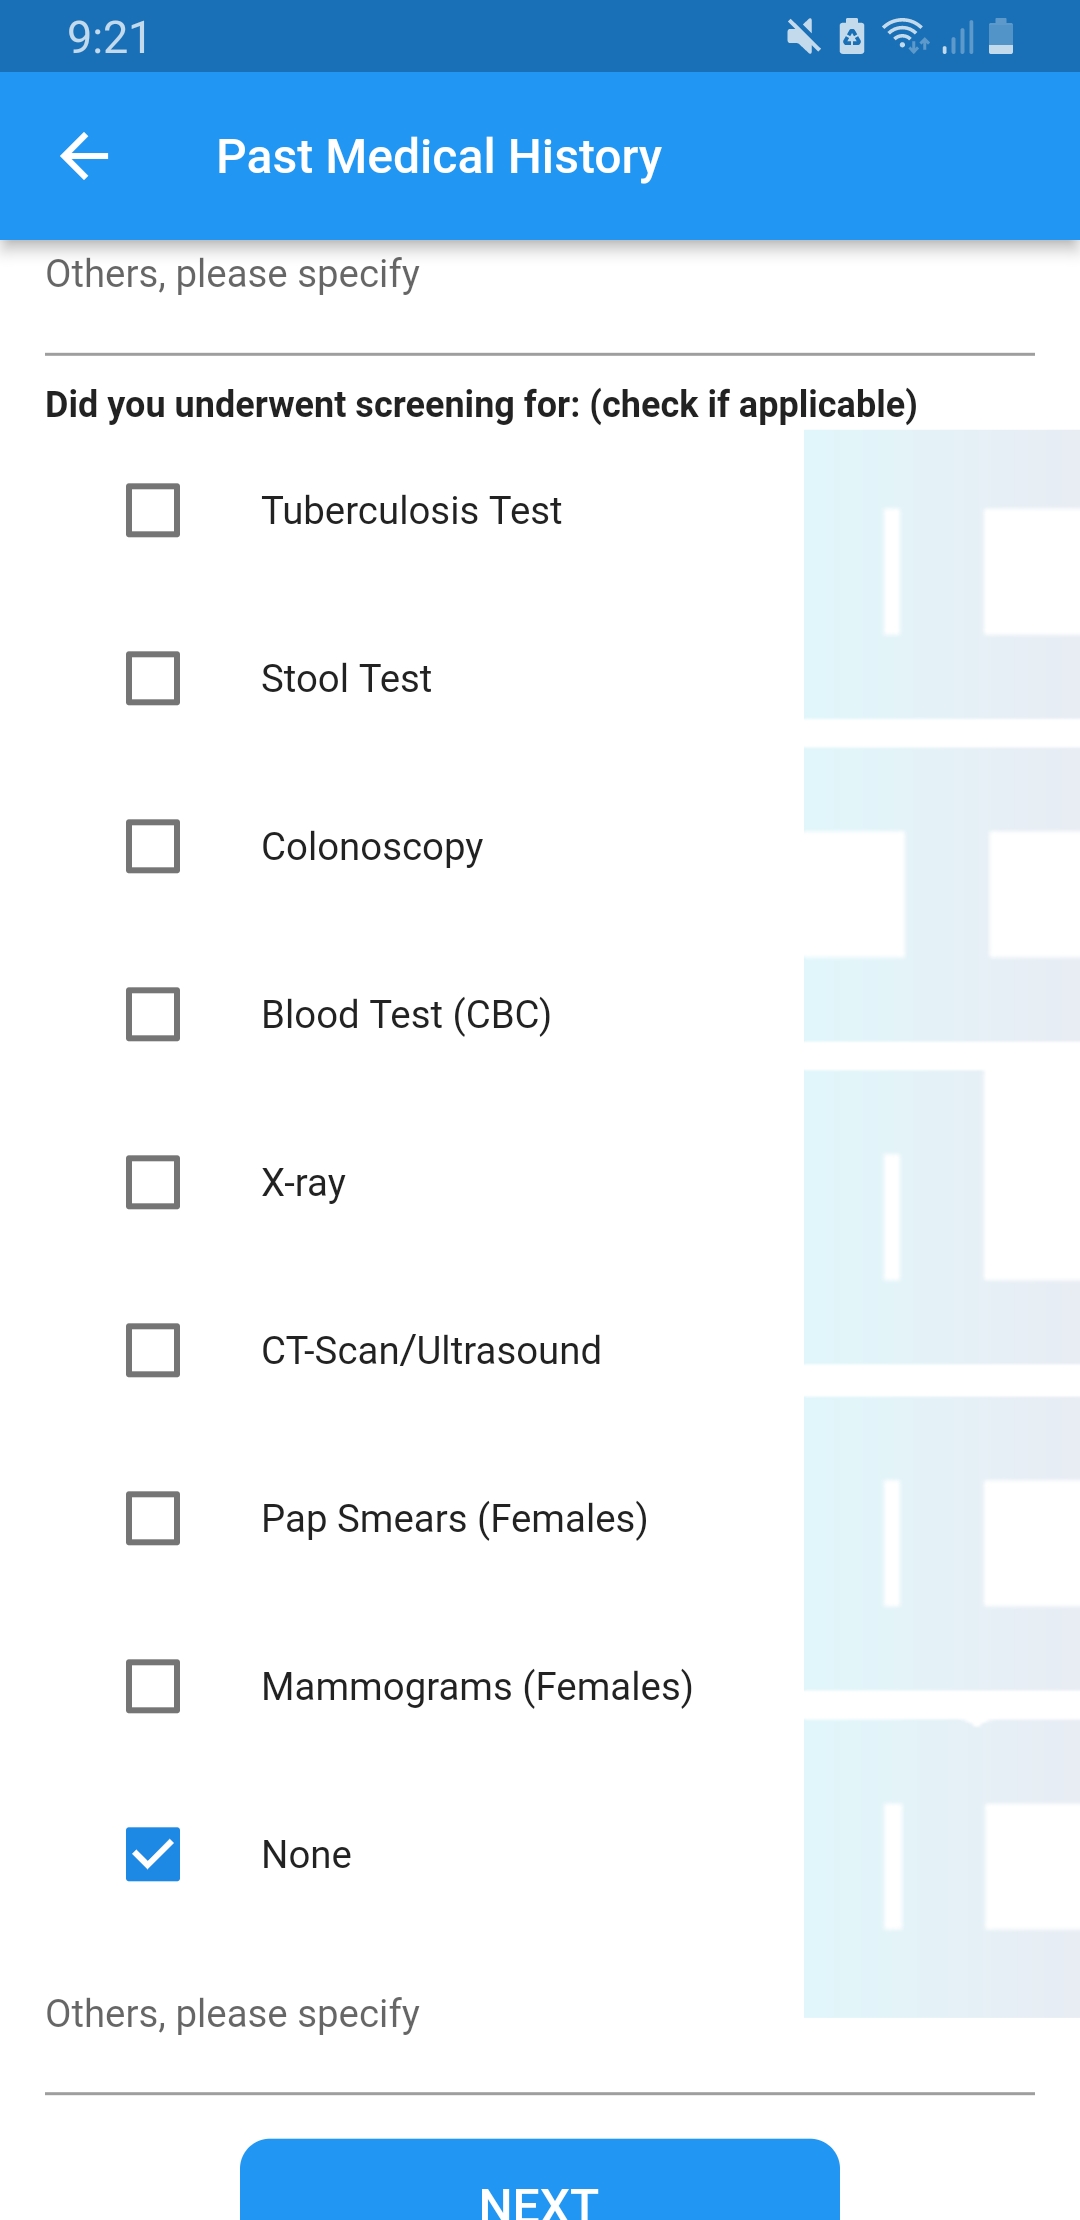 9:21
Past Medical History
Others, please specify
Did you underwent screening for: (check if applicable)
Tuberculosis Test
Stool Test
Colonoscopy
Blood Test (CBC)
X-ray
CT-Scan/Ultrasound
Pap Smears (Females)
Mammograms (Females)
None
Others, please specify
NEXT